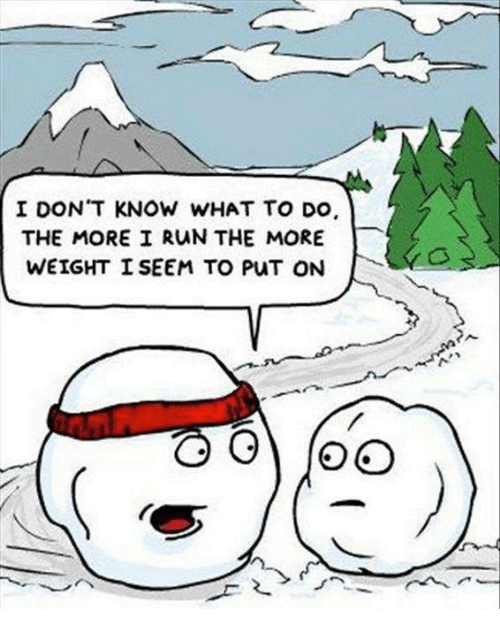 I DON'T KNOW WHAT TO DO,
THE MORE I RUN THE MORE
WEIGHT I SEEM TO PUT ON